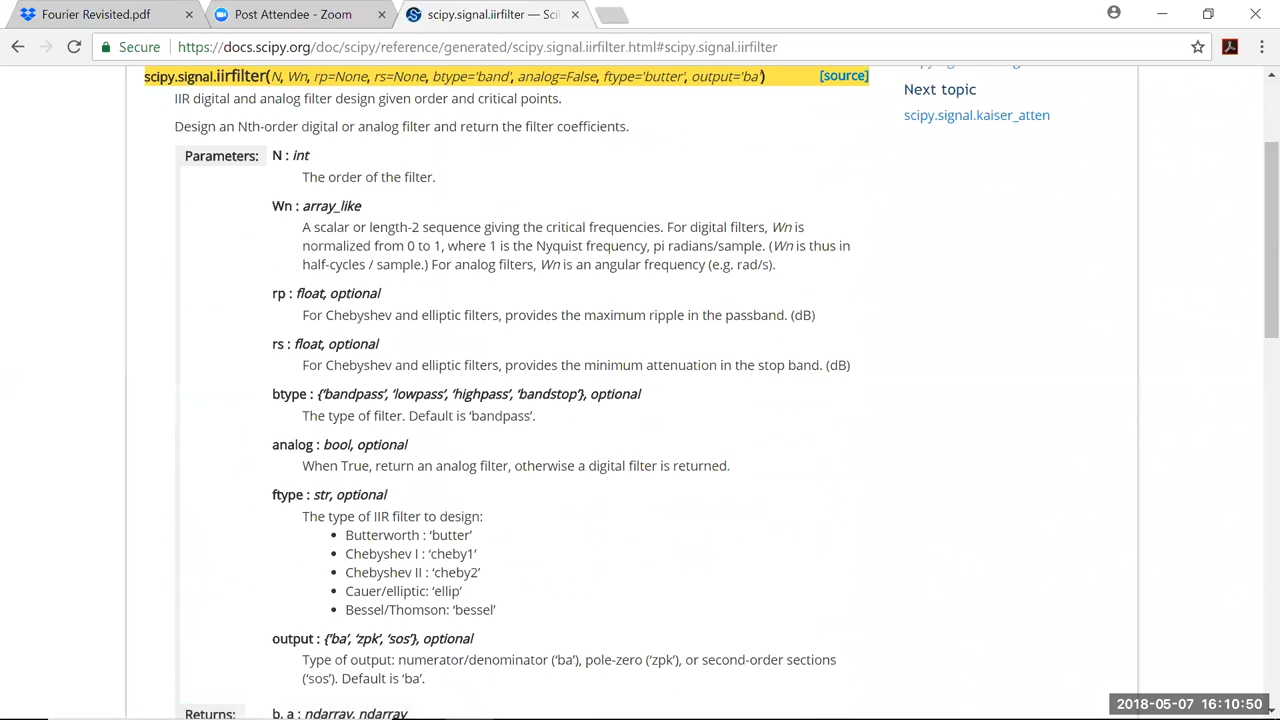 Fourier Revisited.pdf
Post Attendee - Zoom
scipy.signal.iirfilter — Sci
Secure
https://docs.scipy.org/doc/scipy/reference/generated/scipy.signal.iirfilter.html#scipy.signal.iirfilter
scipy.signal.iirfilter(N, Wn, rp=None, rs=None, btype='band', analog=False, ftype='butter', output='ba')
[source]
IIR digital and analog filter design given order and critical points.
Next topic
scipy.signal.kaiser_atten
Design an Nth-order digital or analog filter and return the filter coefficients.
Parameters:
N : int
The order of the filter.
Wn : array_like
A scalar or length-2 sequence giving the critical frequencies. For digital filters, Wn is
normalized from 0 to 1, where 1 is the Nyquist frequency, pi radians/sample. (Wn is thus in
half-cycles / sample.) For analog filters, Wn is an angular frequency (e.g. rad/s).
rp : float, optional
For Chebyshev and elliptic filters, provides the maximum ripple in the passband. (dB)
rs : float, optional
For Chebyshev and elliptic filters, provides the minimum attenuation in the stop band. (dB)
btype : {‘bandpass’, ‘lowpass’, ‘highpass’, ‘bandstop’}, optional
The type of filter. Default is ‘bandpass’.
analog : bool, optional
When True, return an analog filter, otherwise a digital filter is returned.
ftype : str, optional
The type of IIR filter to design:
• Butterworth : ‘butter’
• Chebyshev I : ‘cheby1’
• Chebyshev II : ‘cheby2’
• Cauer/elliptic: ‘ellip’
• Bessel/Thomson: ‘bessel’
output : {‘ba’, ‘zpk’, ‘sos’}, optional
Type of output: numerator/denominator (‘ba’), pole-zero (‘zpk’), or second-order sections
(‘sos’). Default is ‘ba’.
Returns:
b, a : ndarray, ndarray
2018-05-07 16:10:50